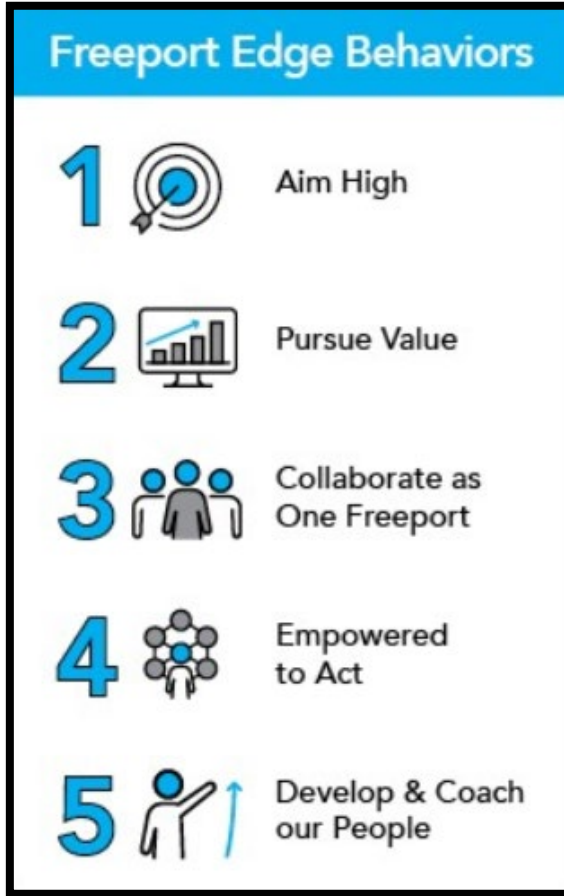 Freeport Edge Behaviors
1 Aim High
2 Pursue Value
3 Collaborate as
One Freeport
4 Empowered
to Act
5 Develop & Coach
our People